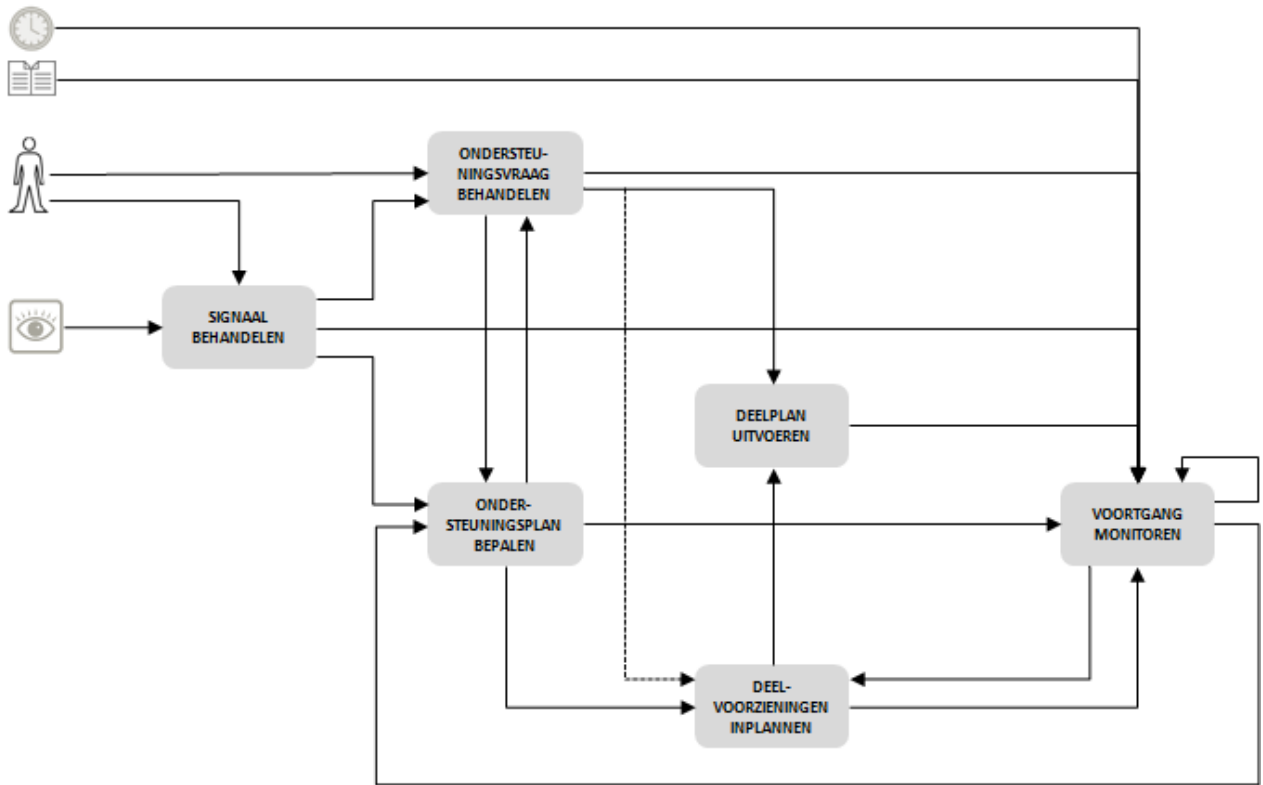 ONDERSTEU-
NINGSVRAAG
BEHANDELEN
SIGNAAL
BEHANDELEN
DEELPLAN
UITVOEREN
ONDER-
STEUNINGSPLAN
BEPALEN
VOORTGANG
MONITOREN
DEEL-
VOORZIENINGEN
INPLANNEN